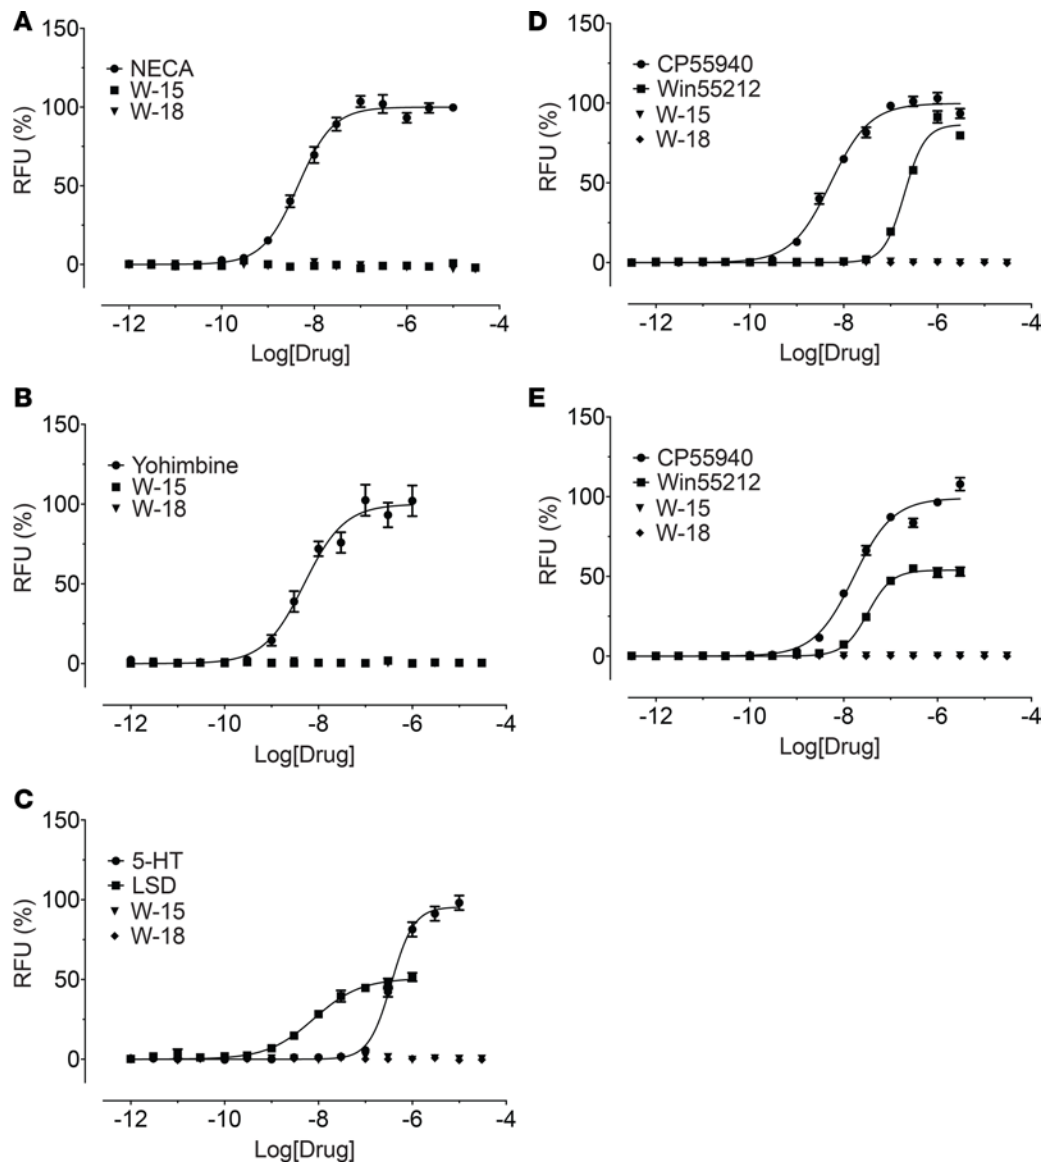 A
150
100
50
0
RFU (%)
NECA
W-15
W-18
-12
-10
-8
-6
-4
Log[Drug]
B
150
100
50
0
RFU (%)
Yohimbine
W-15
W-18
-12
-10
-8
-6
-4
Log[Drug]
C
150
100
50
0
RFU (%)
5-HT
LSD
W-15
W-18
-12
-10
-8
-6
-4
Log[Drug]
D
150
100
50
0
RFU (%)
CP55940
Win55212
W-15
W-18
-12
-10
-8
-6
-4
Log[Drug]
E
150
100
50
0
RFU (%)
CP55940
Win55212
W-15
W-18
-12
-10
-8
-6
-4
Log[Drug]